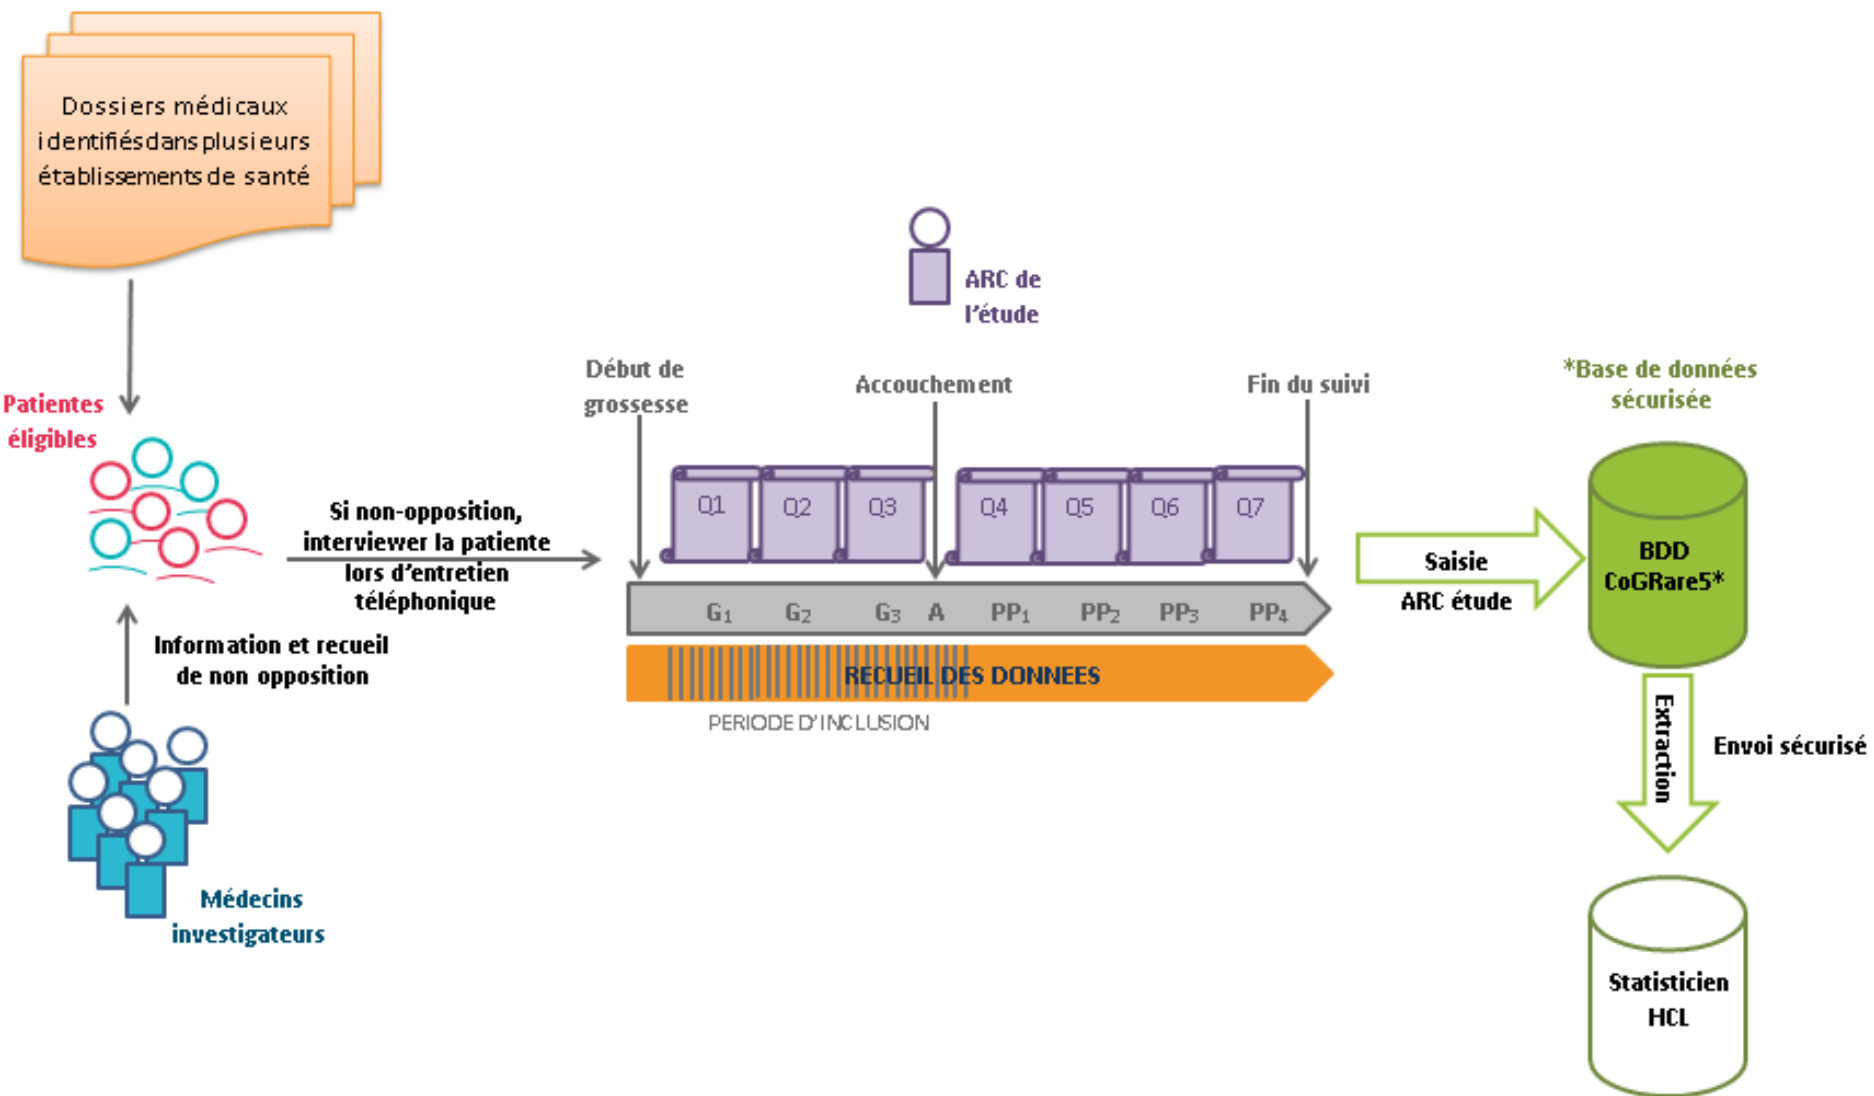 Dossiers médicaux
identifiés dans plusieurs
établissements de santé
ARC de
l'étude
Début de
grossesse
Accouchement
Fin du suivi
*Base de données
sécurisée
Patientes
éligibles
Si non-opposition,
interviewer la patiente
lors d'entretien
téléphonique
Q1 Q2 Q3 Q4 Q5 Q6 Q7
Saisie
ARC étude
BDD
CoGRare5*
G1 G2 G3 A PP1 PP2 PP3 PP4
Information et recueil
de non opposition
RECUEIL DES DONNEES
PERIODE D'INCLUSION
Extraction
Envoi sécurisé
Médecins
investigateurs
Statisticien
HCL